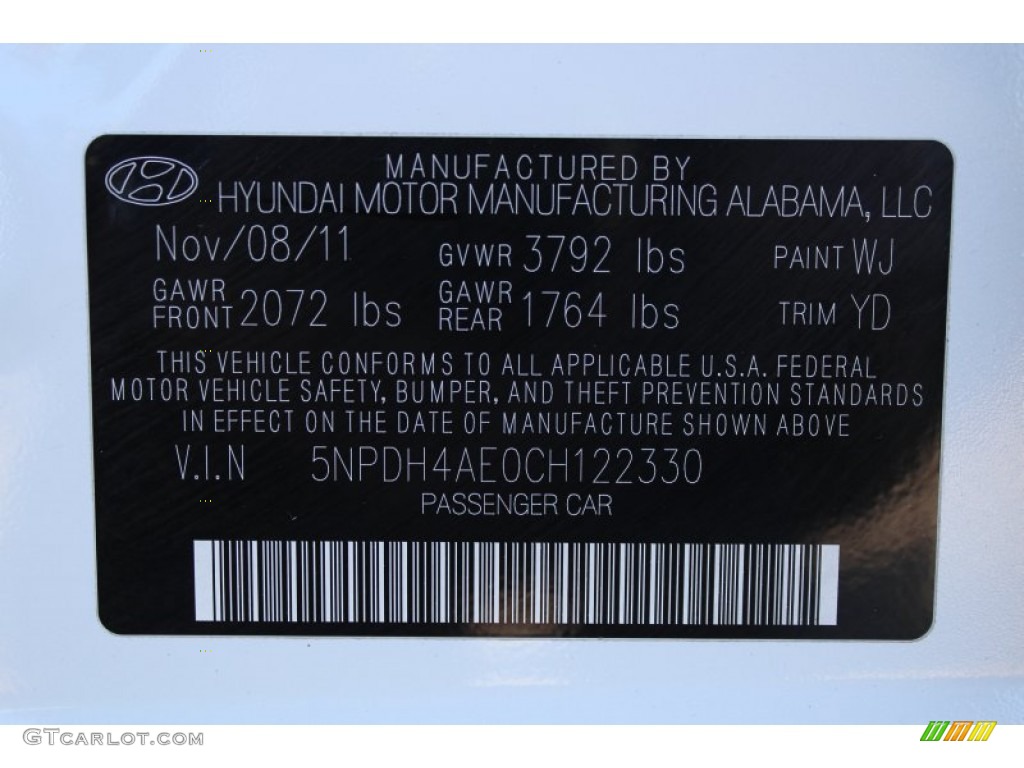 MANUFACTURED BY
HYUNDAI MOTOR MANUFACTURING ALABAMA, LLC
Nov/08/11 GVWR 3792 lbs PAINT WJ
GAWR FRONT 2072 lbs GAWR REAR 1764 lbs TRIM YD
THIS VEHICLE CONFORMS TO ALL APPLICABLE U.S.A. FEDERAL
MOTOR VEHICLE SAFETY, BUMPER, AND THEFT PREVENTION STANDARDS
IN EFFECT ON THE DATE OF MANUFACTURE SHOWN ABOVE
V.I.N 5NPDH4AE0CH122330
PASSENGER CAR
GTCARLOT.COM